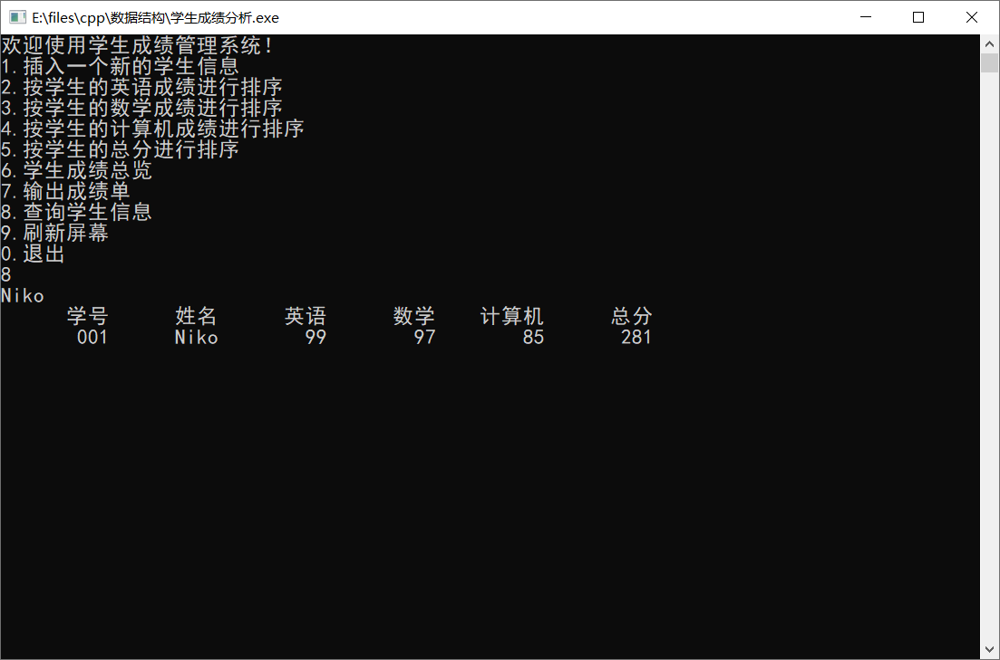 E:\files\cpp\数据结构\学生成绩分析.exe
欢迎使用学生成绩管理系统!
1.插入一个新的学生信息
2.按学生的英语成绩进行排序
3.按学生的数学成绩进行排序
4.按学生的计算机成绩进行排序
5.按学生的总分进行排序
6.学生成绩总览
7.输出成绩单
8.查询学生信息
9.刷新屏幕
0.退出
8
Niko
学号 姓名 英语 数学 计算机 总分
001 Niko 99 97 85 281